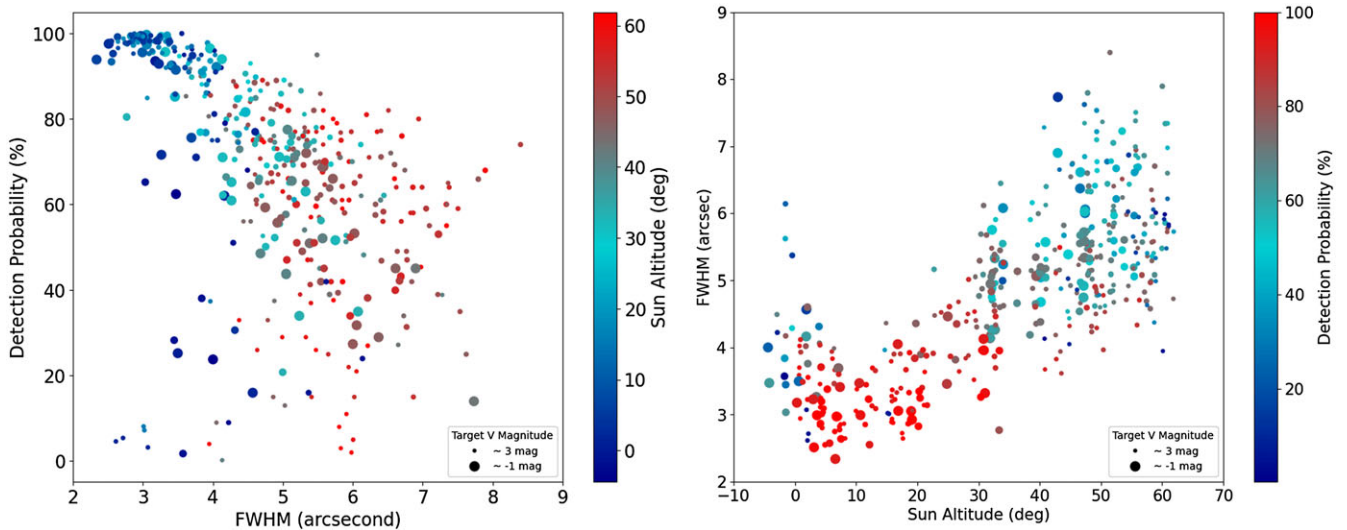 100
80
60
40
20
0
Detection Probability (%)
2 3 4 5 6 7 8 9
FWHM (arcsecond)
Target V Magnitude
~ 3 mag
~ -1 mag
60
50
40
30
20
10
0
Sun Altitude (deg)
9
8
7
6
5
4
3
2
FWHM (arcsec)
−10 0 10 20 30 40 50 60 70
Sun Altitude (deg)
Target V Magnitude
~ 3 mag
~ -1 mag
100
80
60
40
20
Detection Probability (%)